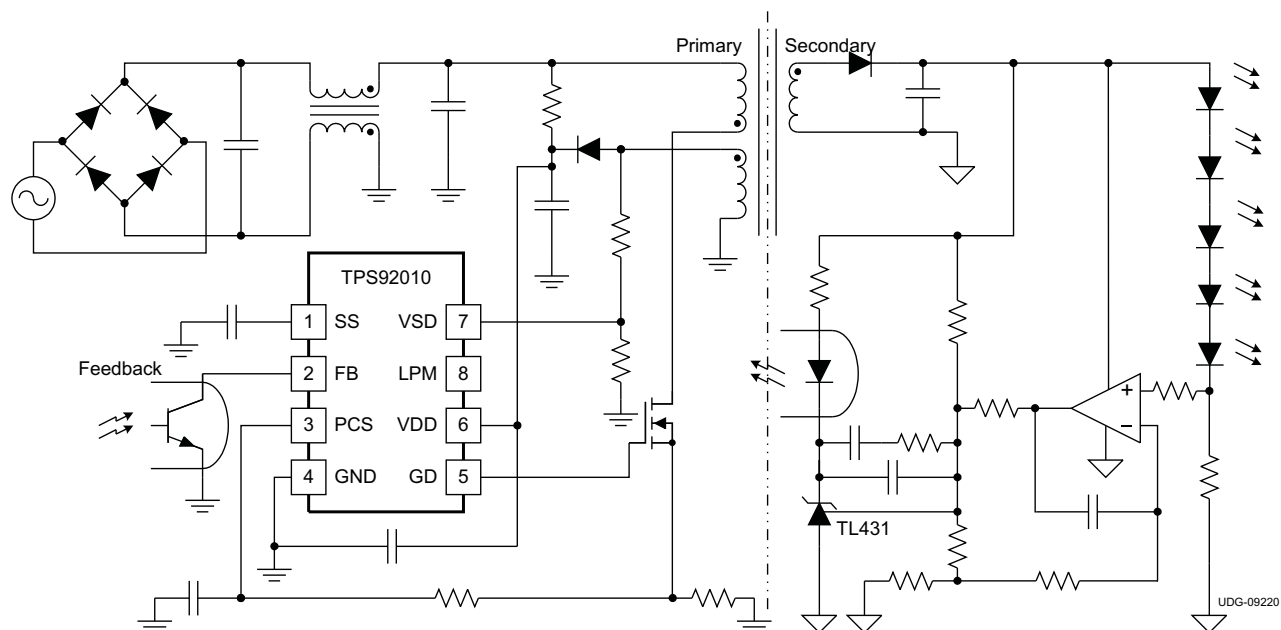 Primary
Secondary
TPS92010
1 SS VSD 7
Feedback
2 FB LPM 8
3 PCS VDD 6
4 GND GD 5
+
−
TL431
UDG-09220